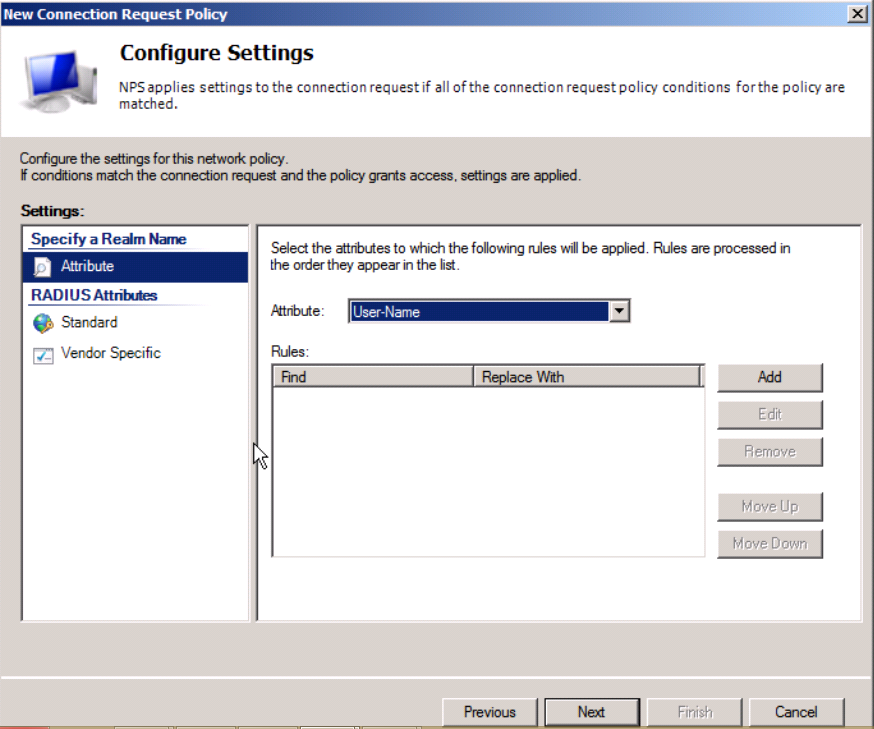 New Connection Request Policy
Configure Settings
NPS applies settings to the connection request if all of the connection request policy conditions for the policy are
matched.
Configure the settings for this network policy.
If conditions match the connection request and the policy grants access, settings are applied.
Settings:
Specify a Realm Name
Attribute
RADIUS Attributes
Standard
Vendor Specific
Select the attributes to which the following rules will be applied. Rules are processed in
the order they appear in the list.
Attribute: User-Name
Rules:
Find Replace With
Add
Edit
Remove
Move Up
Move Down
Previous Next Finish Cancel